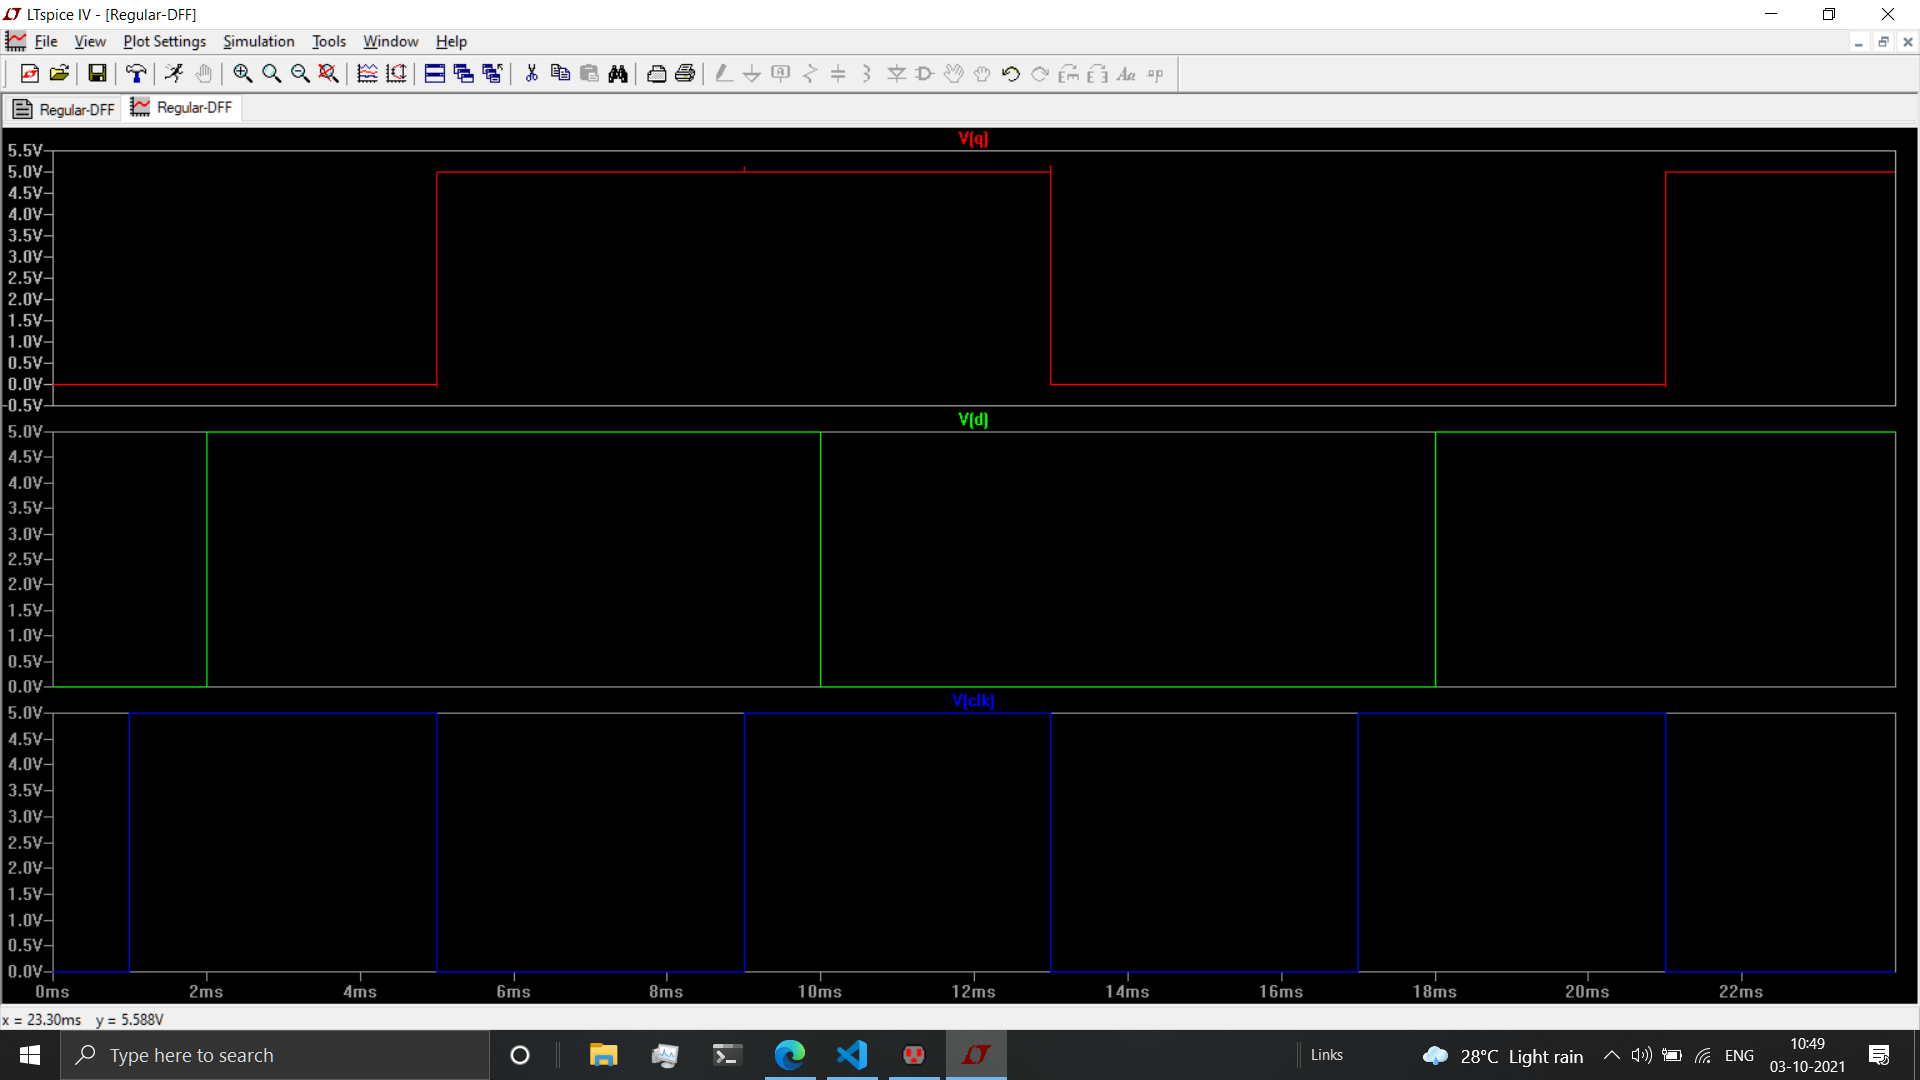 LTspice IV - [Regular-DFF]
File View Plot Settings Simulation Tools Window Help
Regular-DFF Regular-DFF
V(q)
5.5V
5.0V
4.5V
4.0V
3.5V
3.0V
2.5V
2.0V
1.5V
1.0V
0.5V
0.0V
-0.5V
V(d)
5.0V
4.5V
4.0V
3.5V
3.0V
2.5V
2.0V
1.5V
1.0V
0.5V
0.0V
V(clk)
5.0V
4.5V
4.0V
3.5V
3.0V
2.5V
2.0V
1.5V
1.0V
0.5V
0.0V
0ms 2ms 4ms 6ms 8ms 10ms 12ms 14ms 16ms 18ms 20ms 22ms
x = 23.30ms y = 5.588V
Type here to search
Links
28°C Light rain
ENG
10:49
03-10-2021